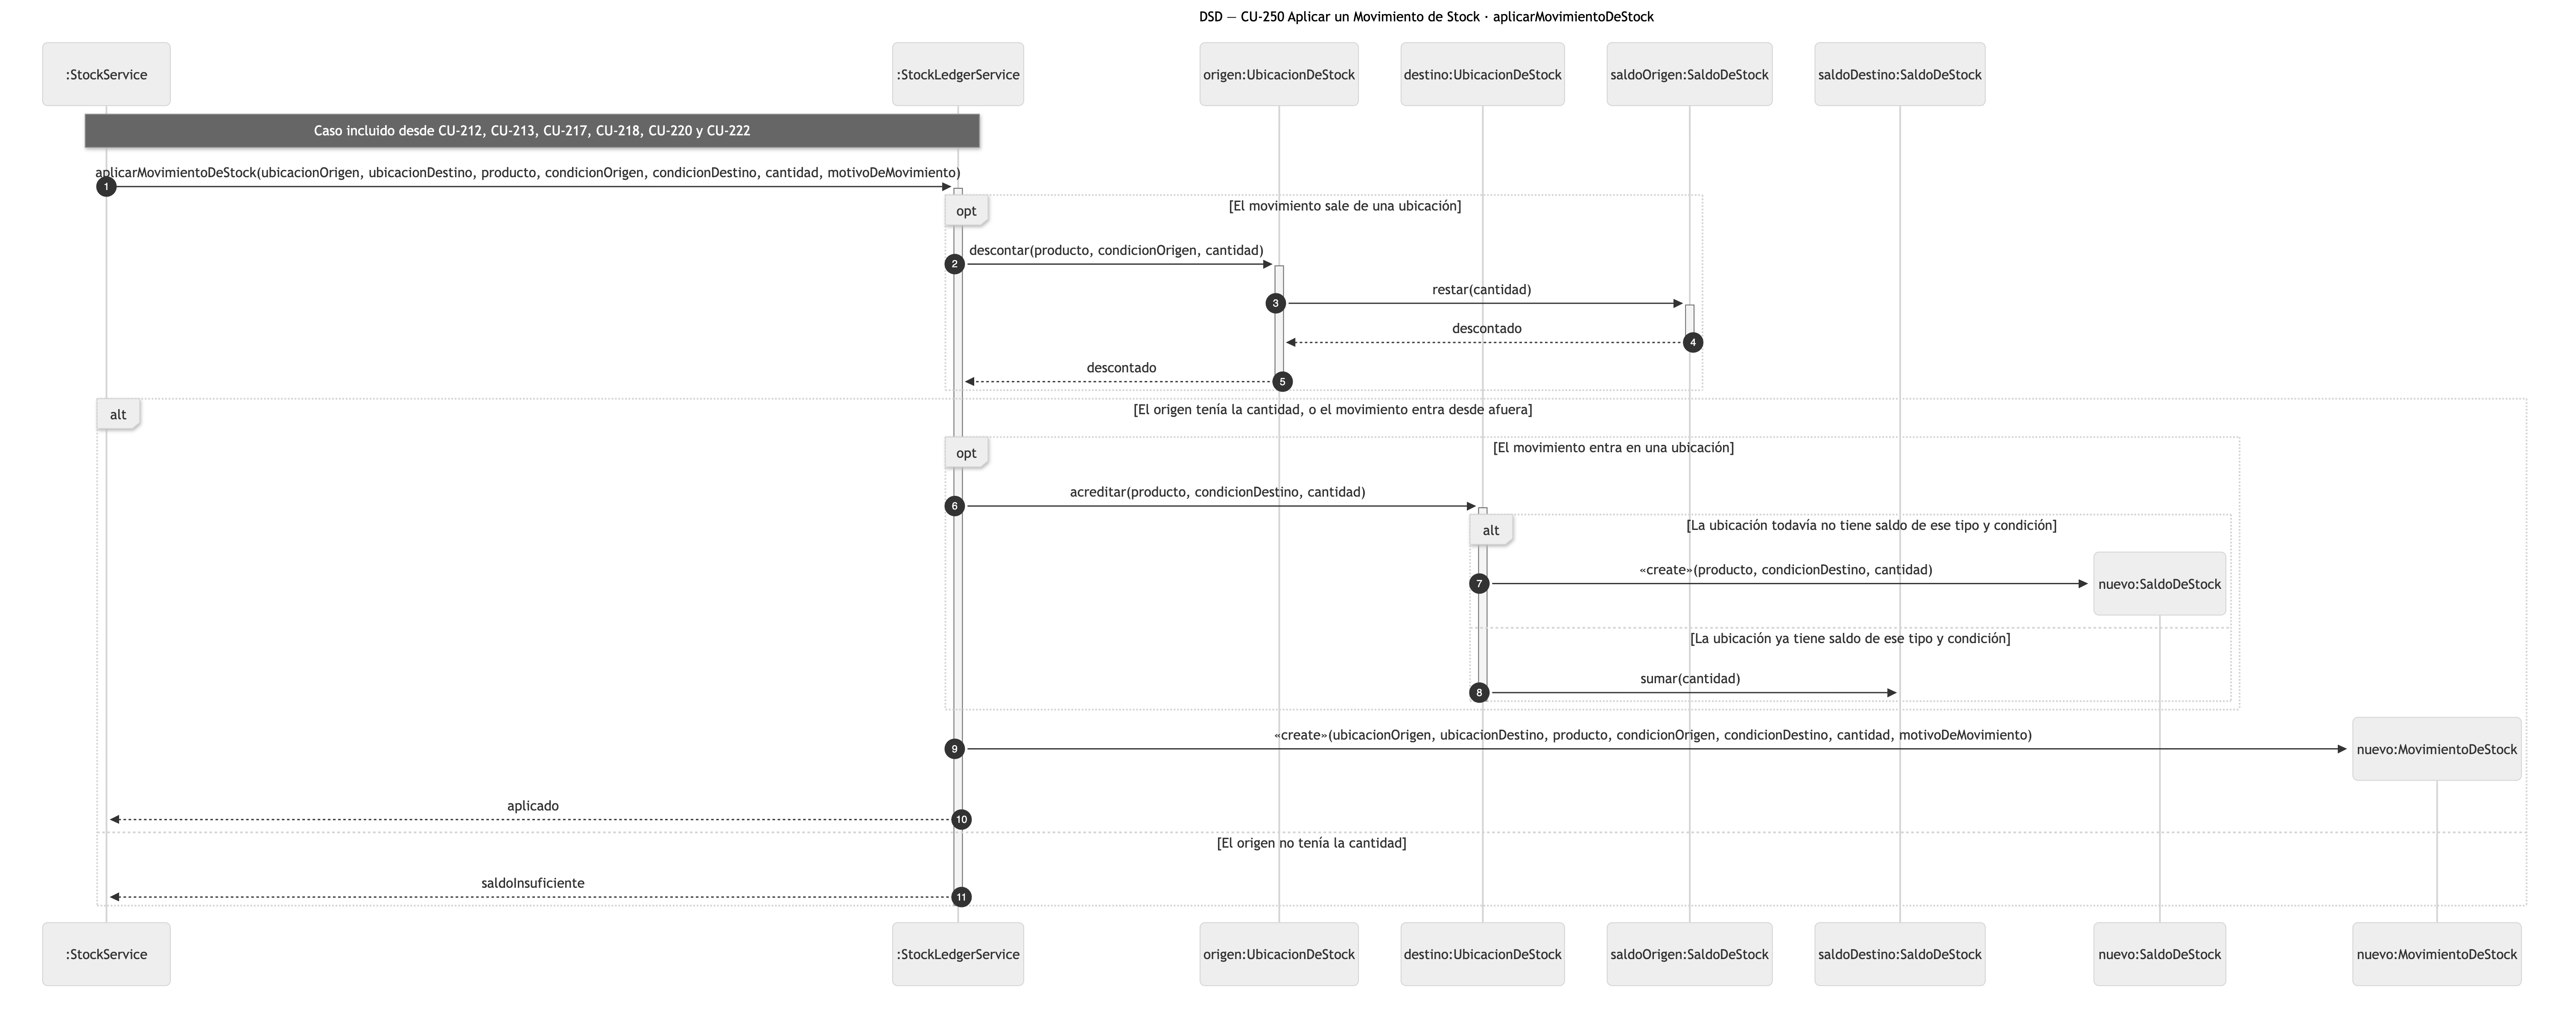 DSD — CU-250 Aplicar un Movimiento de Stock · aplicarMovimientoDeStock
:StockService
:StockLedgerService
origen:UbicacionDeStock
destino:UbicacionDeStock
saldoOrigen:SaldoDeStock
saldoDestino:SaldoDeStock
Caso incluido desde CU-212, CU-213, CU-217, CU-218, CU-220 y CU-222
aplicarMovimientoDeStock(ubicacionOrigen, ubicacionDestino, producto, condicionOrigen, condicionDestino, cantidad, motivoDeMovimiento)
1
opt
[El movimiento sale de una ubicación]
descontar(producto, condicionOrigen, cantidad)
2
restar(cantidad)
3
descontado
4
descontado
5
alt
[El origen tenía la cantidad, o el movimiento entra desde afuera]
opt
[El movimiento entra en una ubicación]
acreditar(producto, condicionDestino, cantidad)
6
alt
[La ubicación todavía no tiene saldo de ese tipo y condición]
«create»(producto, condicionDestino, cantidad)
7
nuevo:SaldoDeStock
[La ubicación ya tiene saldo de ese tipo y condición]
sumar(cantidad)
8
«create»(ubicacionOrigen, ubicacionDestino, producto, condicionOrigen, condicionDestino, cantidad, motivoDeMovimiento)
9
nuevo:MovimientoDeStock
aplicado
10
[El origen no tenía la cantidad]
saldoInsuficiente
11
:StockService
:StockLedgerService
origen:UbicacionDeStock
destino:UbicacionDeStock
saldoOrigen:SaldoDeStock
saldoDestino:SaldoDeStock
nuevo:SaldoDeStock
nuevo:MovimientoDeStock